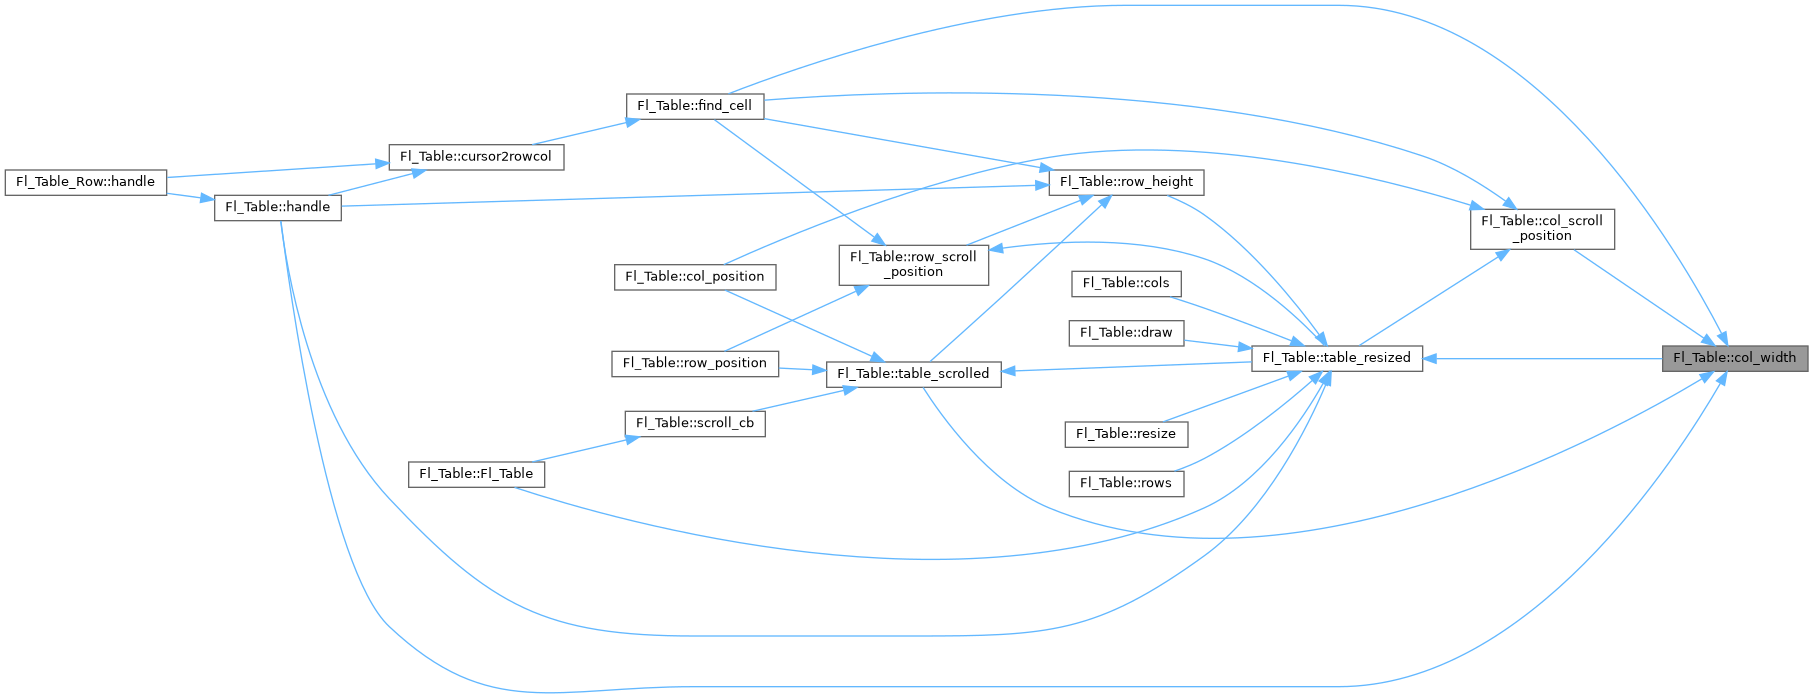 Fl_Table::find_cell
Fl_Table::cursor2rowcol
Fl_Table_Row::handle
Fl_Table::handle
Fl_Table::row_height
Fl_Table::col_scroll
_position
Fl_Table::row_scroll
_position
Fl_Table::col_position
Fl_Table::cols
Fl_Table::draw
Fl_Table::table_resized
Fl_Table::col_width
Fl_Table::row_position
Fl_Table::table_scrolled
Fl_Table::scroll_cb
Fl_Table::resize
Fl_Table::Fl_Table
Fl_Table::rows